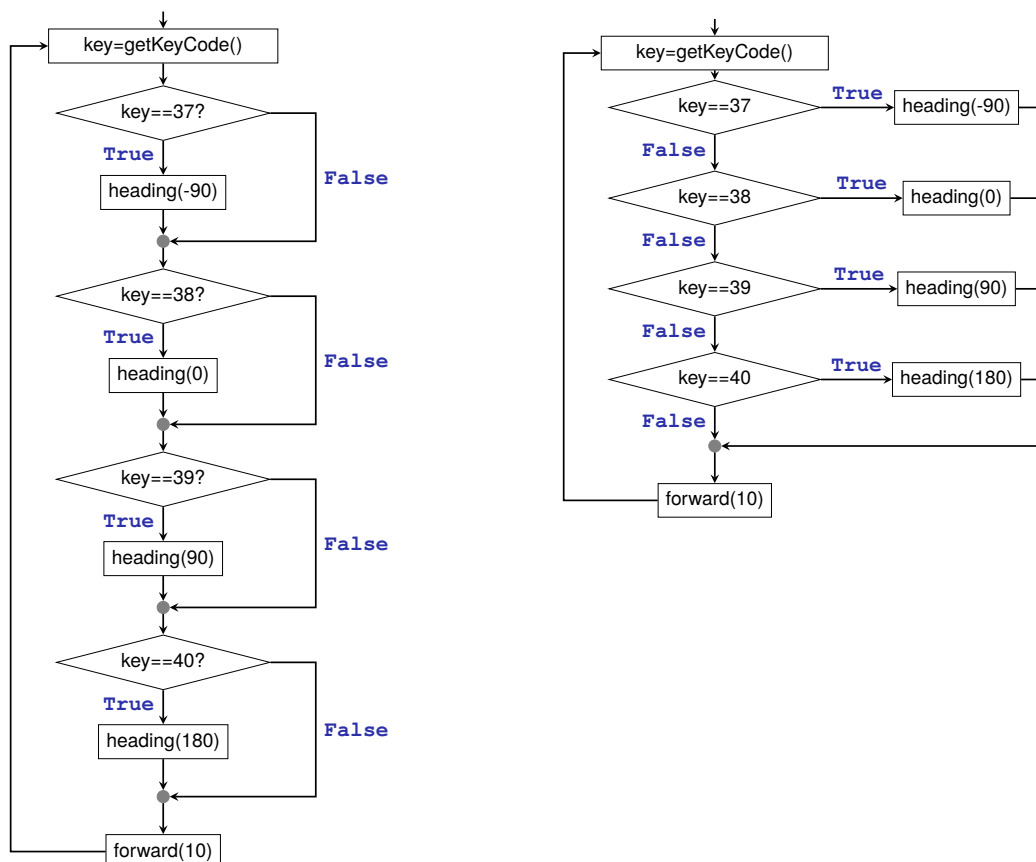 key=getKeyCode()
key==37?
True
False
heading(-90)
key==38?
True
False
heading(0)
key==39?
True
False
heading(90)
key==40?
True
False
heading(180)
forward(10)
key=getKeyCode()
key==37
True
heading(-90)
False
key==38
True
heading(0)
False
key==39
True
heading(90)
False
key==40
True
heading(180)
False
forward(10)